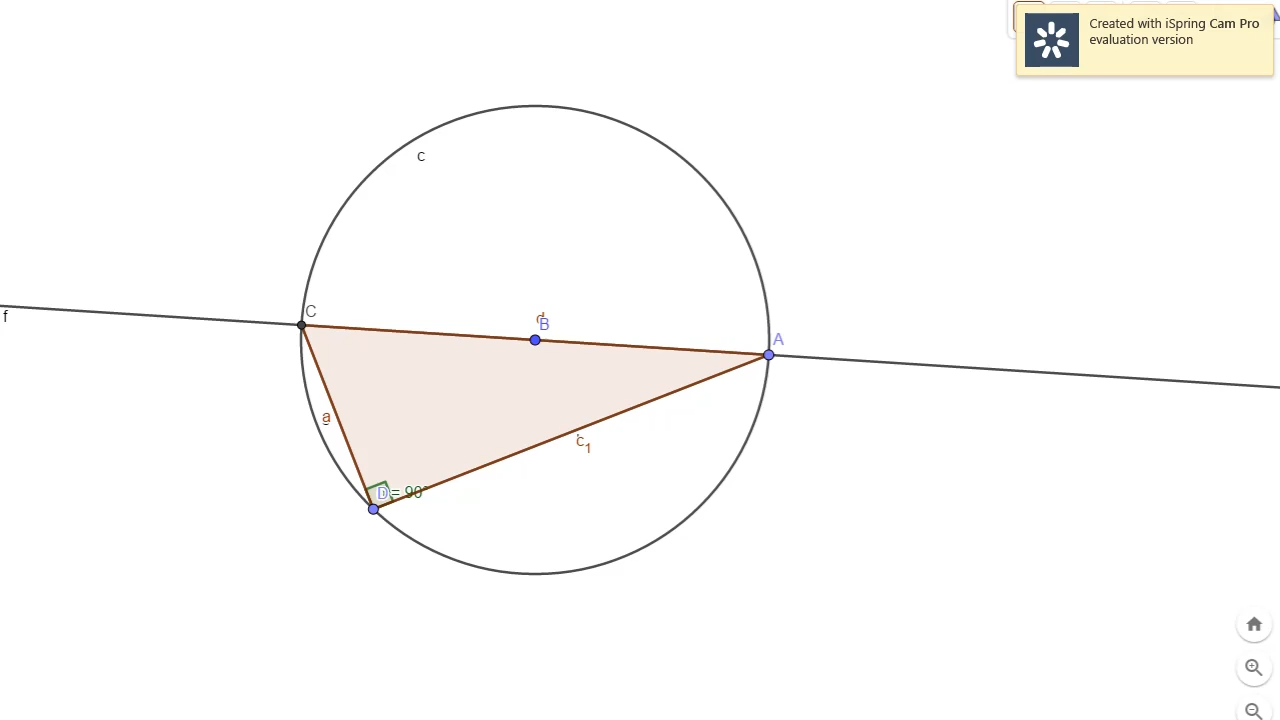 Created with iSpring Cam Pro
evaluation version
c
C
d
B
A
f
a
c1
D = 90°